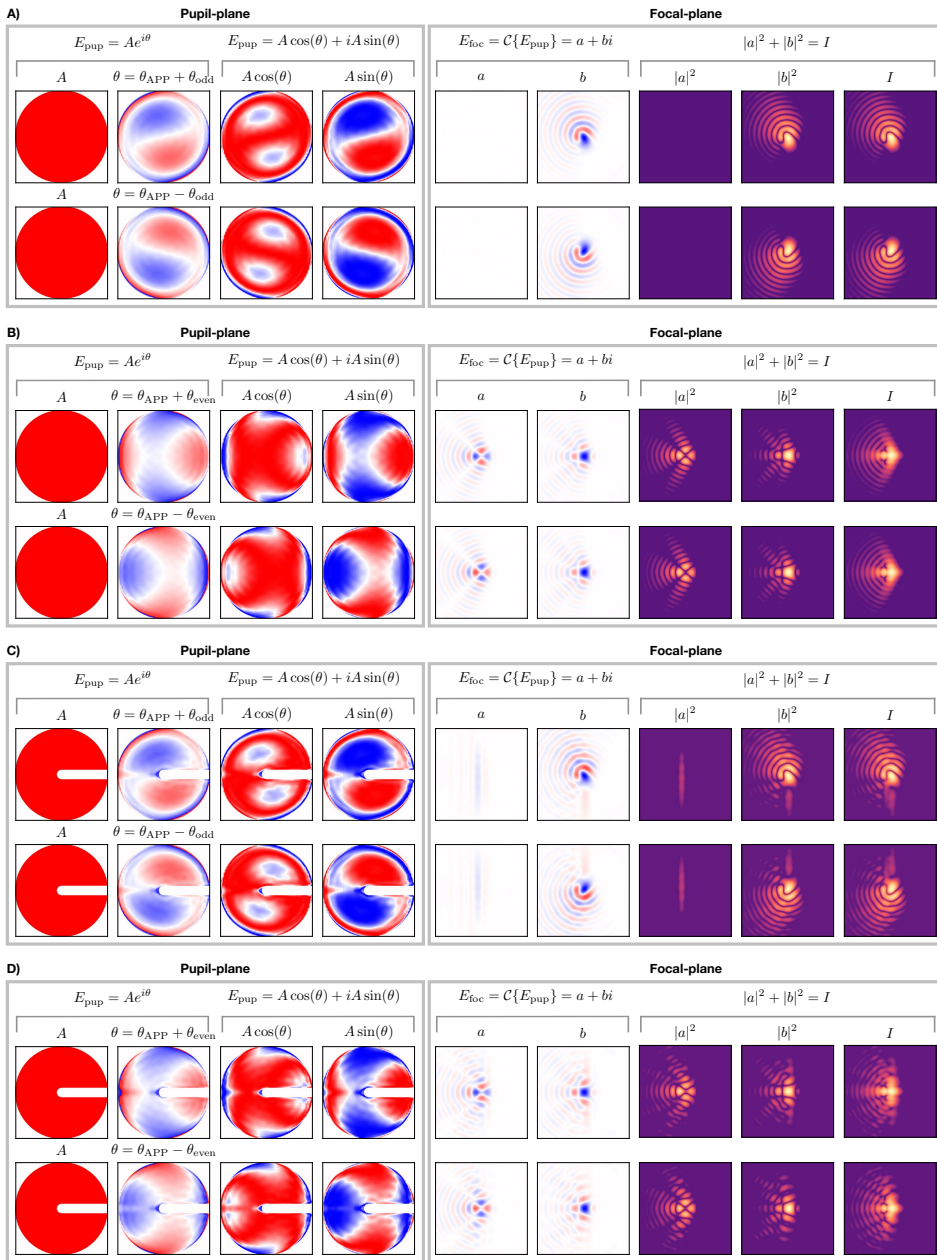 A)
Pupil-plane Focal-plane
E_pup = Ae^{iθ} E_pup = A cos(θ) + iA sin(θ) E_foc = 𝒞{E_pup} = a + bi |a|² + |b|² = I
A θ = θ_APP + θ_odd A cos(θ) A sin(θ) a b |a|² |b|² I
A θ = θ_APP − θ_odd
B)
Pupil-plane Focal-plane
E_pup = Ae^{iθ} E_pup = A cos(θ) + iA sin(θ) E_foc = 𝒞{E_pup} = a + bi |a|² + |b|² = I
A θ = θ_APP + θ_even A cos(θ) A sin(θ) a b |a|² |b|² I
A θ = θ_APP − θ_even
C)
Pupil-plane Focal-plane
E_pup = Ae^{iθ} E_pup = A cos(θ) + iA sin(θ) E_foc = 𝒞{E_pup} = a + bi |a|² + |b|² = I
A θ = θ_APP + θ_odd A cos(θ) A sin(θ) a b |a|² |b|² I
A θ = θ_APP − θ_odd
D)
Pupil-plane Focal-plane
E_pup = Ae^{iθ} E_pup = A cos(θ) + iA sin(θ) E_foc = 𝒞{E_pup} = a + bi |a|² + |b|² = I
A θ = θ_APP + θ_even A cos(θ) A sin(θ) a b |a|² |b|² I
A θ = θ_APP − θ_even